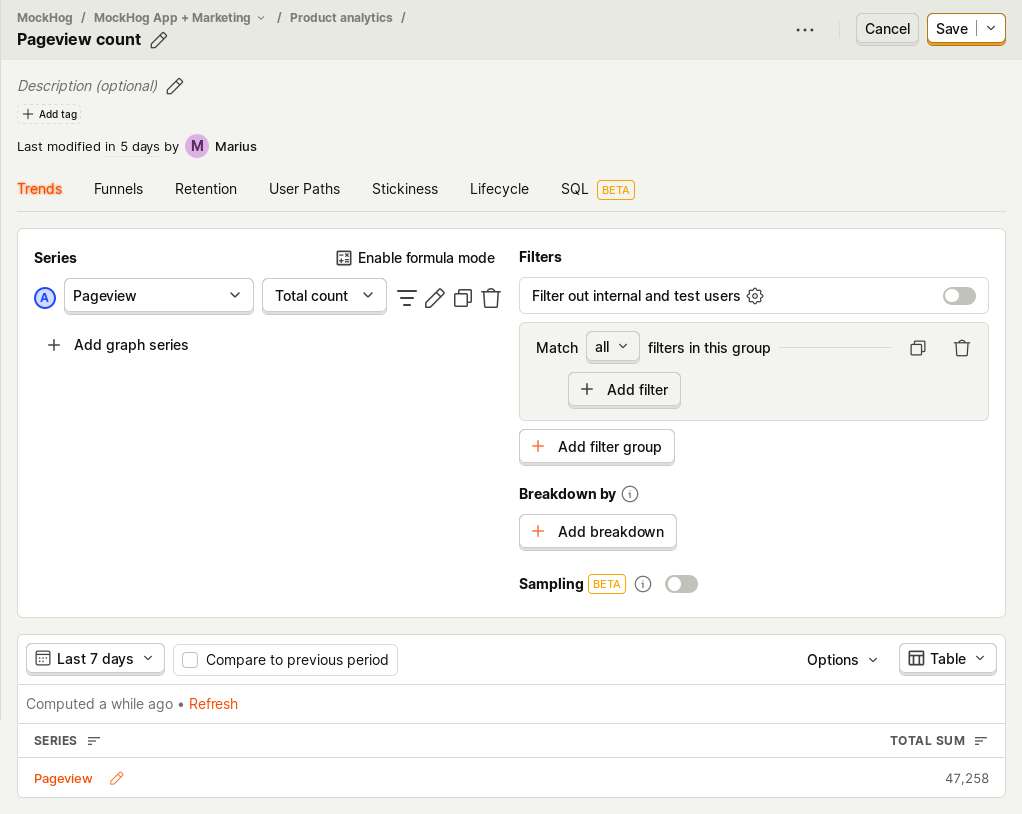 MockHog / MockHog App + Marketing / Product analytics /
Pageview count
Cancel
Save
Description (optional)
Add tag
Last modified in 5 days by M Marius
Trends Funnels Retention User Paths Stickiness Lifecycle SQL BETA
Series
Enable formula mode
A Pageview Total count
Add graph series
Filters
Filter out internal and test users
Match all filters in this group
Add filter
Add filter group
Breakdown by
Add breakdown
Sampling BETA
Last 7 days Compare to previous period Options Table
Computed a while ago • Refresh
SERIES TOTAL SUM
Pageview 47,258